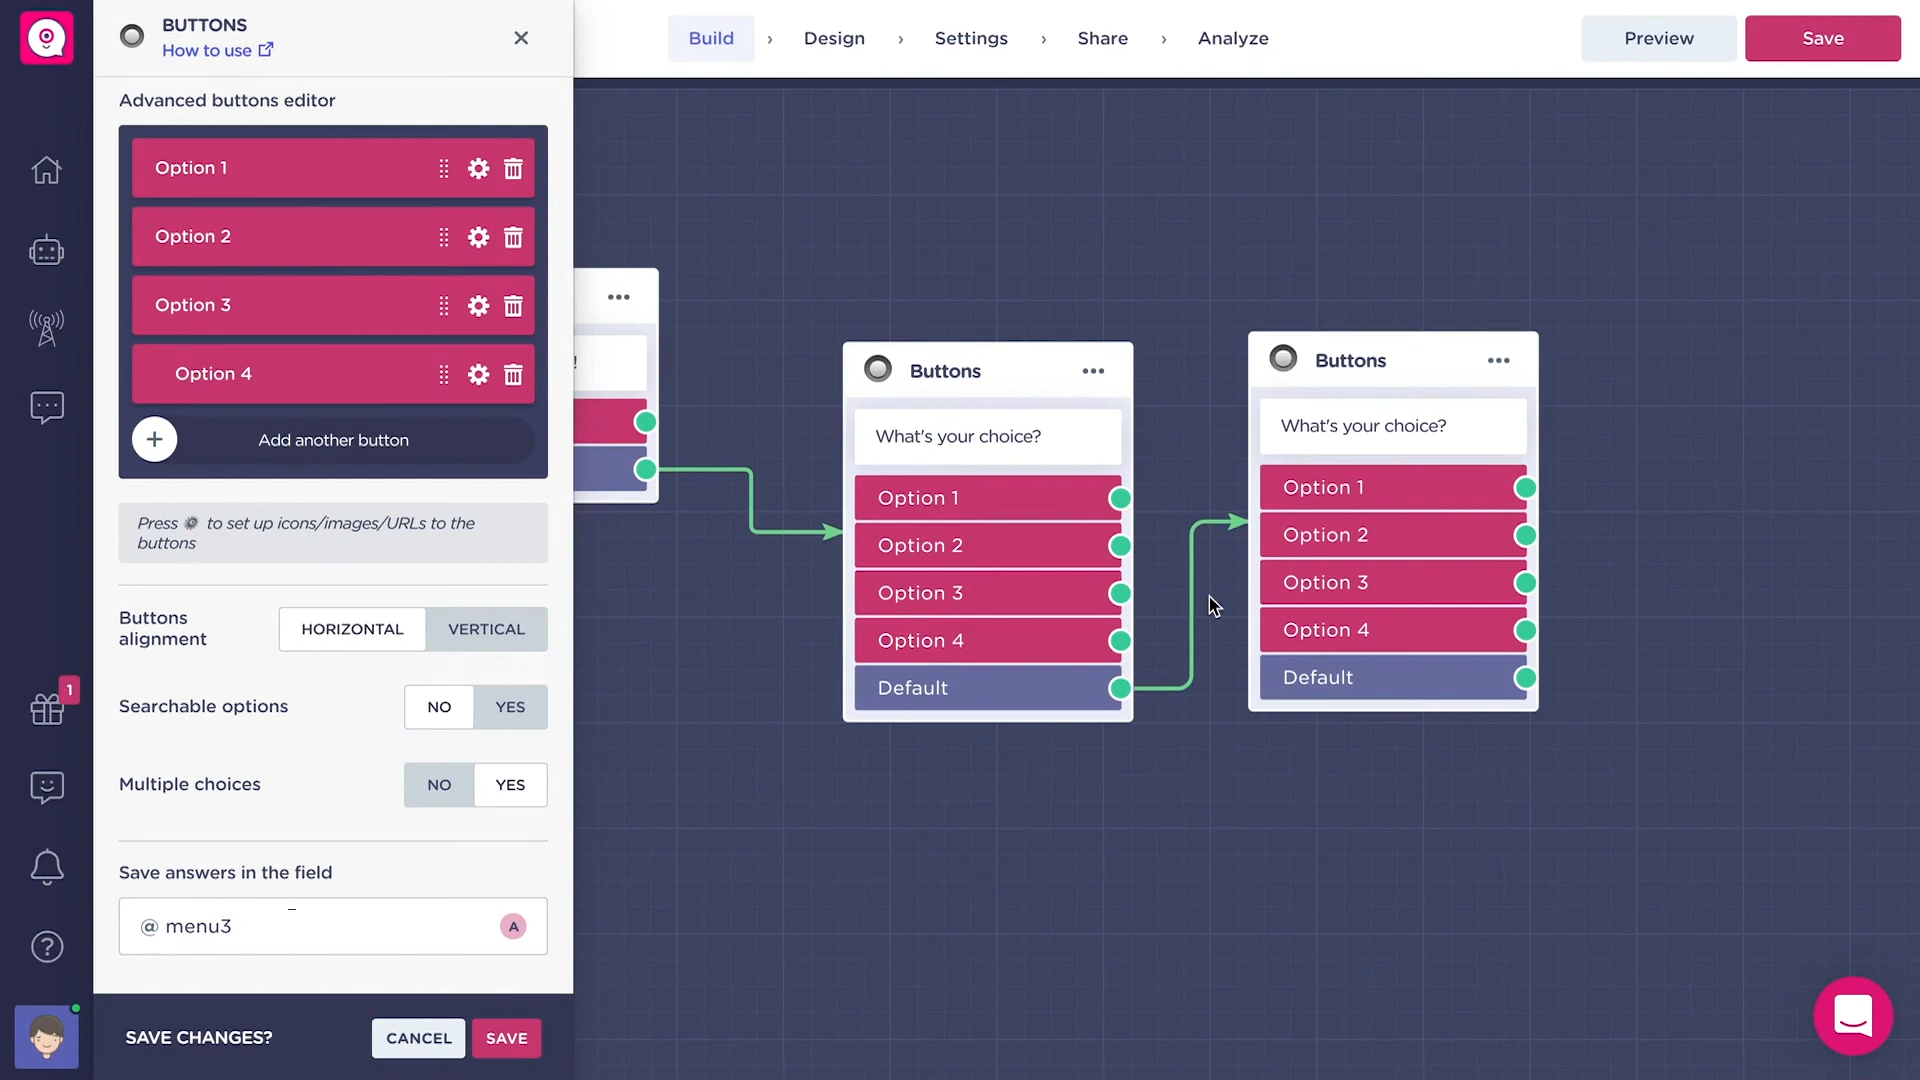 BUTTONS
How to use
Build
Design
Settings
Share
Analyze
Preview
Save
Advanced buttons editor
Option 1
Option 2
Option 3
Option 4
Add another button
Press to set up icons/images/URLs to the
buttons
Buttons
alignment
HORIZONTAL
VERTICAL
Searchable options
NO
YES
Multiple choices
NO
YES
Save answers in the field
@ menu3
A
SAVE CHANGES?
CANCEL
SAVE
1
!
Buttons
What's your choice?
Option 1
Option 2
Option 3
Option 4
Default
Buttons
What's your choice?
Option 1
Option 2
Option 3
Option 4
Default